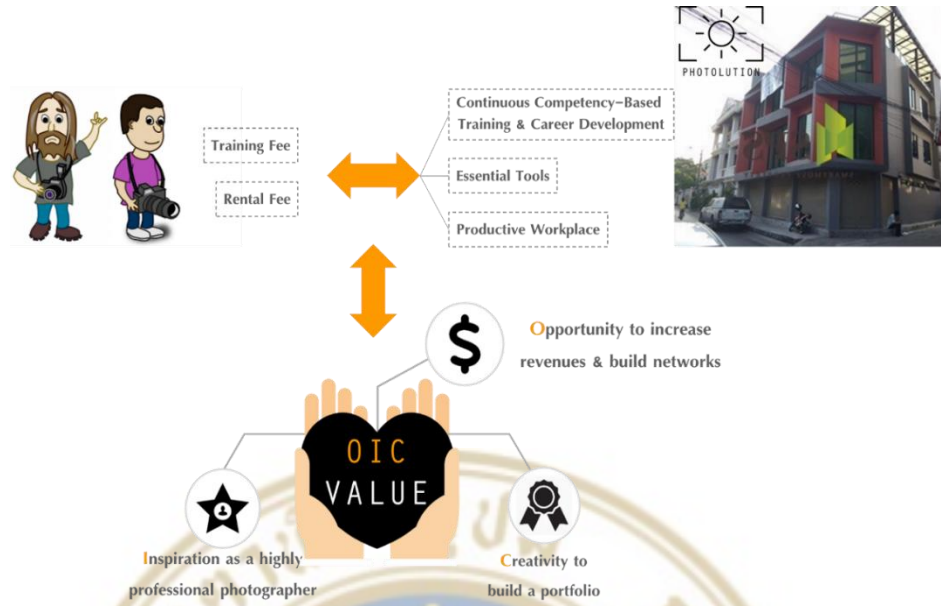 PHOTOLUTION
Training Fee
Rental Fee
Continuous Competency-Based
Training & Career Development
Essential Tools
Productive Workplace
$
Opportunity to increase
revenues & build networks
OIC
VALUE
Inspiration as a highly
professional photographer
Creativity to
build a portfolio